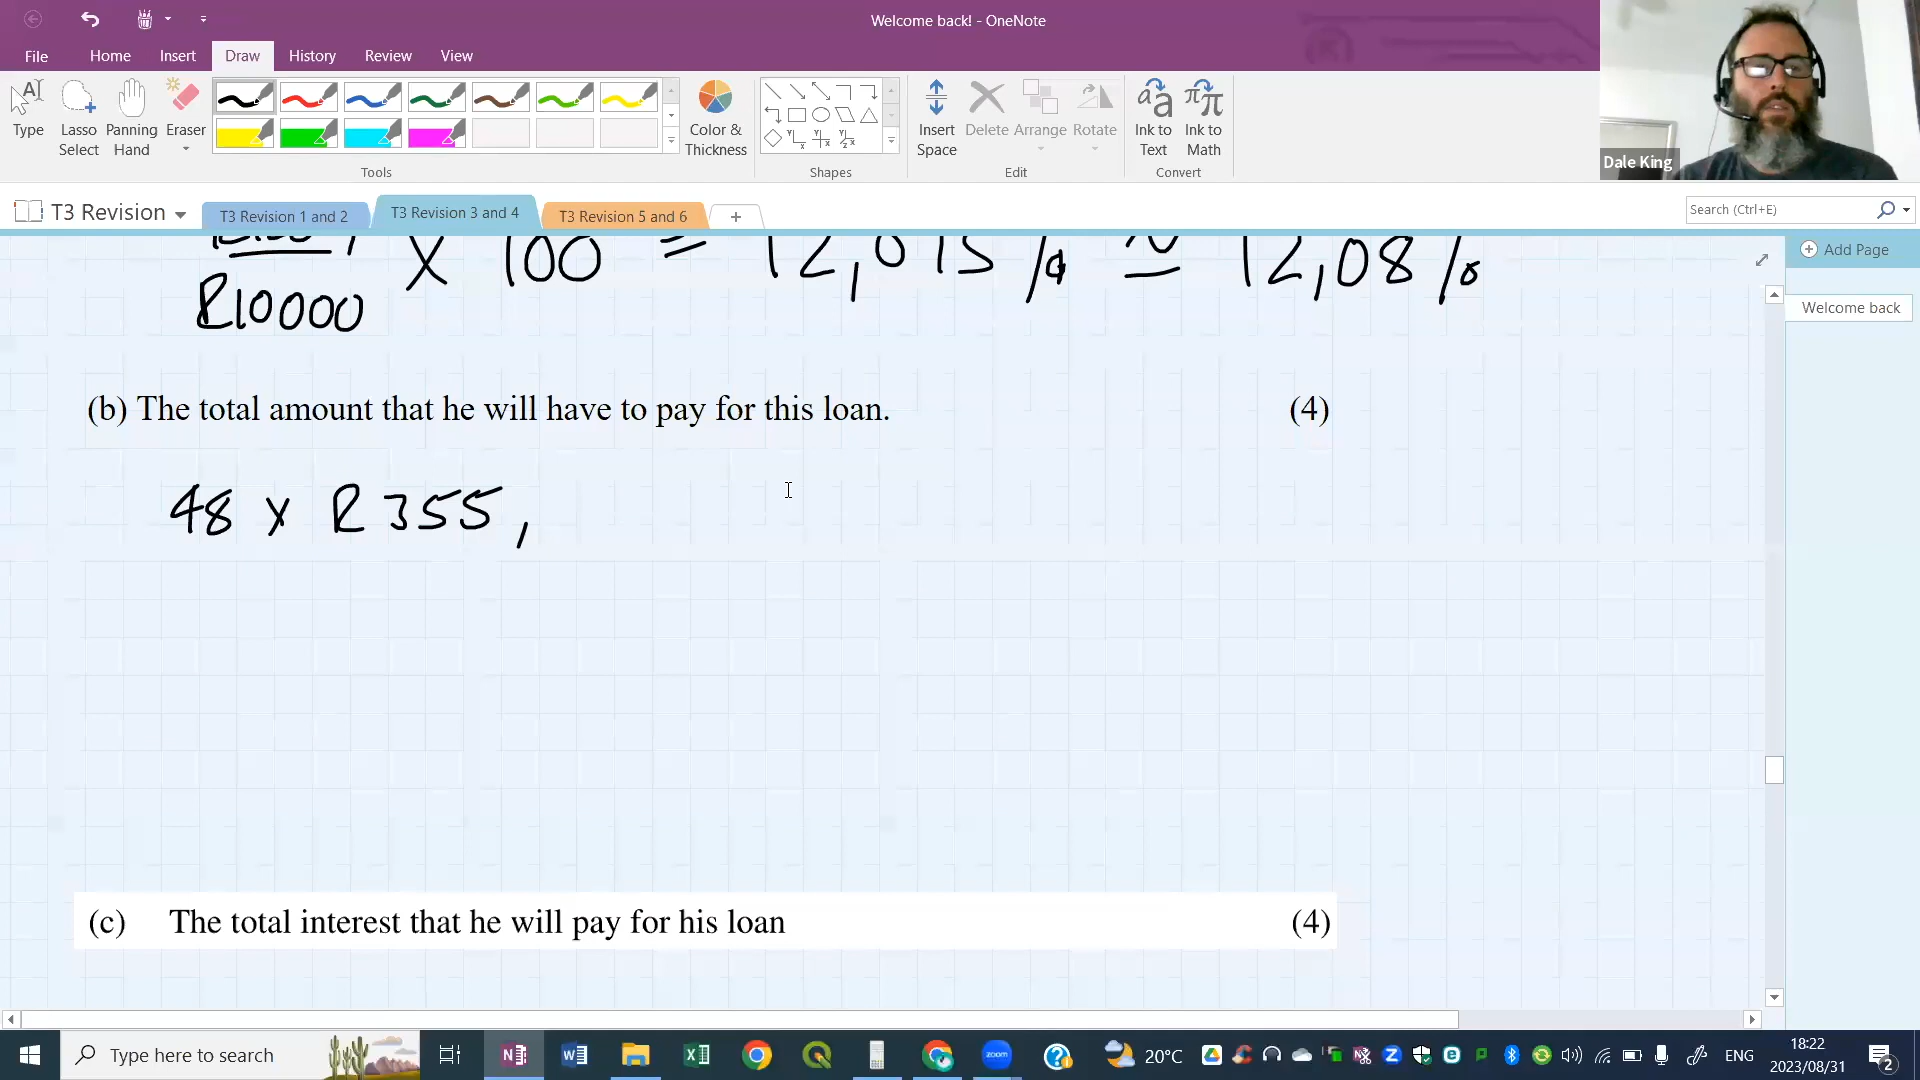 Welcome back! - OneNote
File Home Insert Draw History Review View
Type
Lasso Select
Panning Hand
Eraser
Color & Thickness
Insert Space
Delete
Arrange
Rotate
Ink to Text
Ink to Math
Tools
Shapes
Edit
Convert
Dale King
T3 Revision
T3 Revision 1 and 2
T3 Revision 3 and 4
T3 Revision 5 and 6
Search (Ctrl+E)
Add Page
Welcome back
x 100 = 12,075 % ≈ 12,08 %
R10000
(b) The total amount that he will have to pay for this loan. (4)
48 x R355,
(c) The total interest that he will pay for his loan (4)
Type here to search
zoom
20°C
ENG
18:22
2023/08/31
2